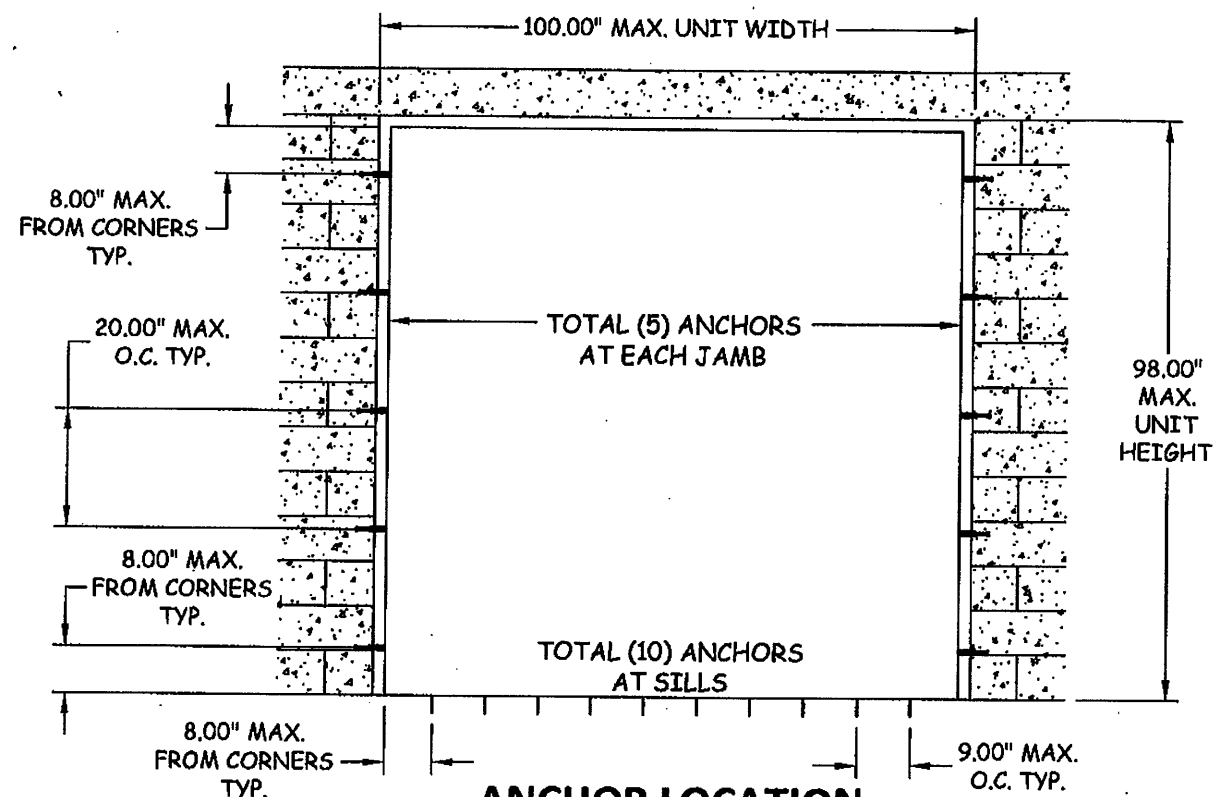 100.00" MAX. UNIT WIDTH
8.00" MAX.
FROM CORNERS
TYP.
20.00" MAX.
O.C. TYP.
TOTAL (5) ANCHORS
AT EACH JAMB
98.00"
MAX.
UNIT
HEIGHT
8.00" MAX.
FROM CORNERS
TYP.
TOTAL (10) ANCHORS
AT SILLS
8.00" MAX.
FROM CORNERS
TYP.
9.00" MAX.
O.C. TYP.
ANCHOR LOCATION